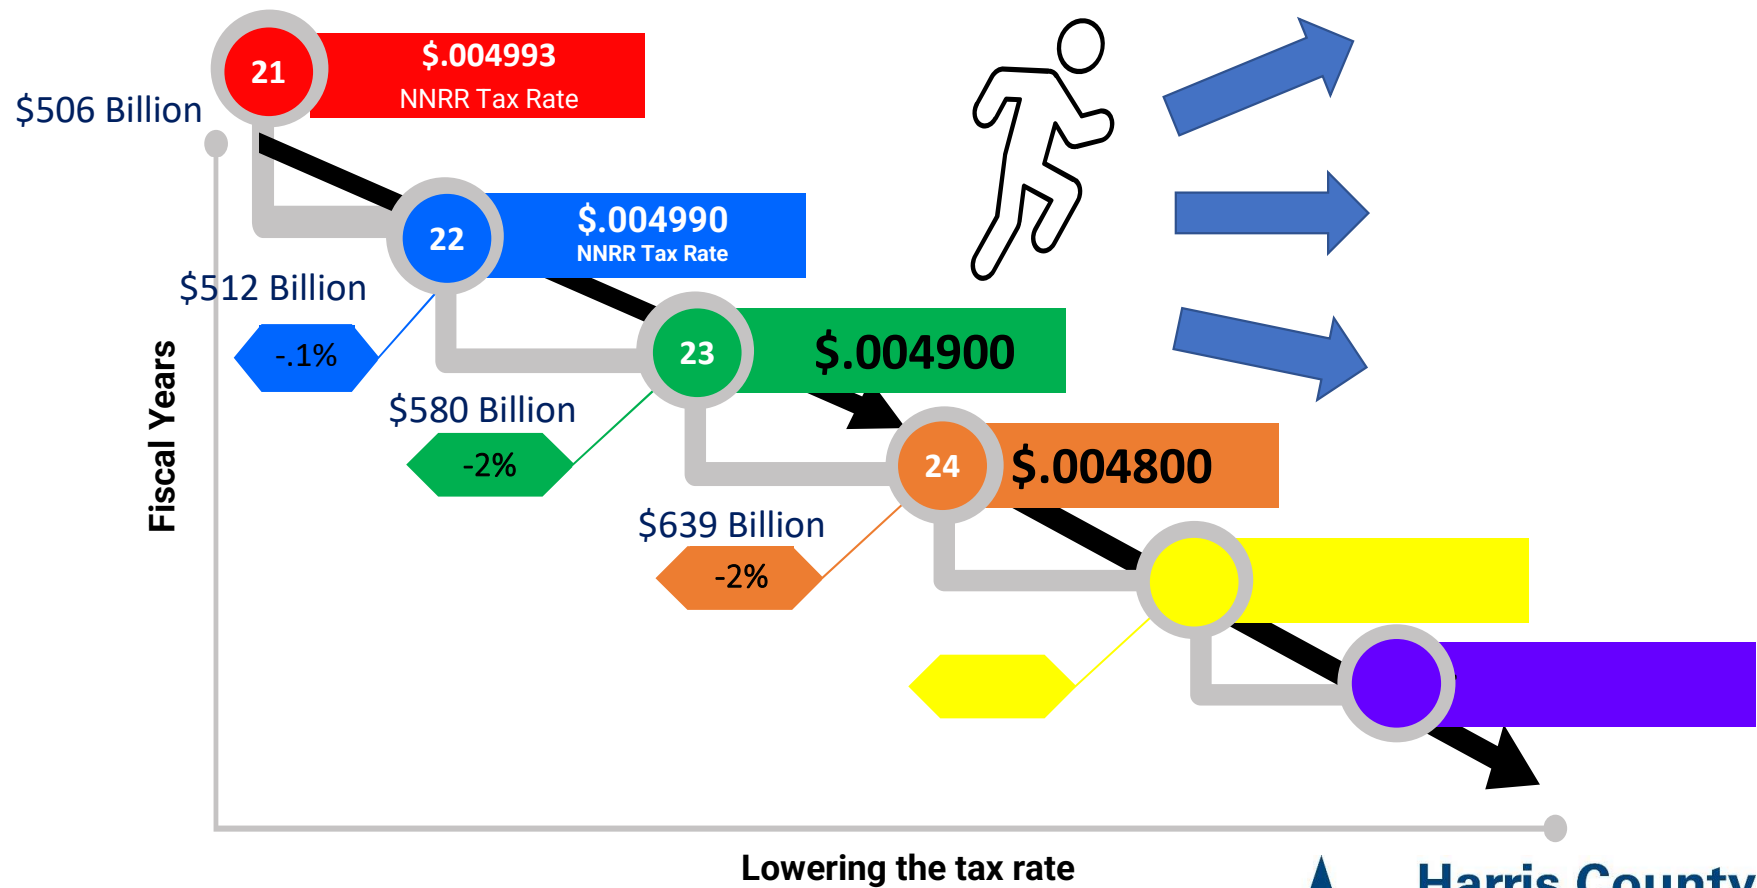 21
$.004993
NNRR Tax Rate
$506 Billion
22
$.004990
NNRR Tax Rate
$512 Billion
-.1%
23
$.004900
$580 Billion
-2%
24
$.004800
$639 Billion
-2%
Fiscal Years
Lowering the tax rate
Harris County